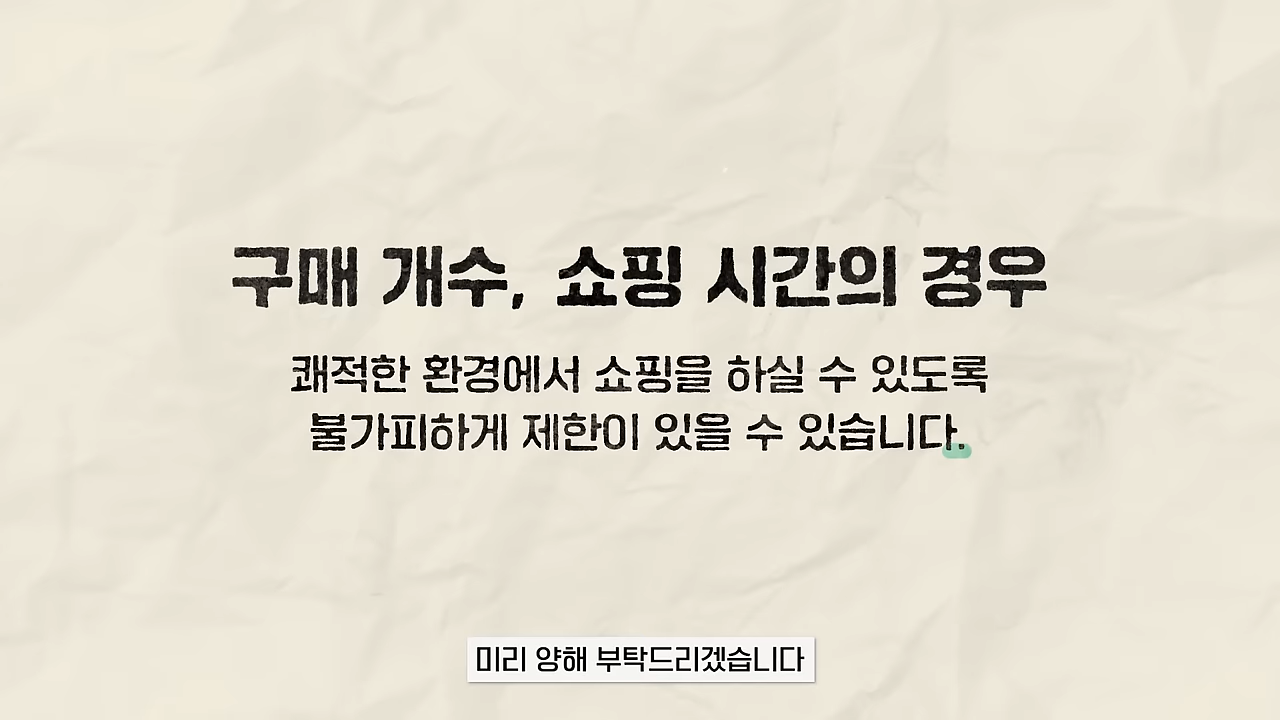 구매 개수, 쇼핑 시간의 경우
쾌적한 환경에서 쇼핑을 하실 수 있도록
불가피하게 제한이 있을 수 있습니다.
미리 양해 부탁드리겠습니다